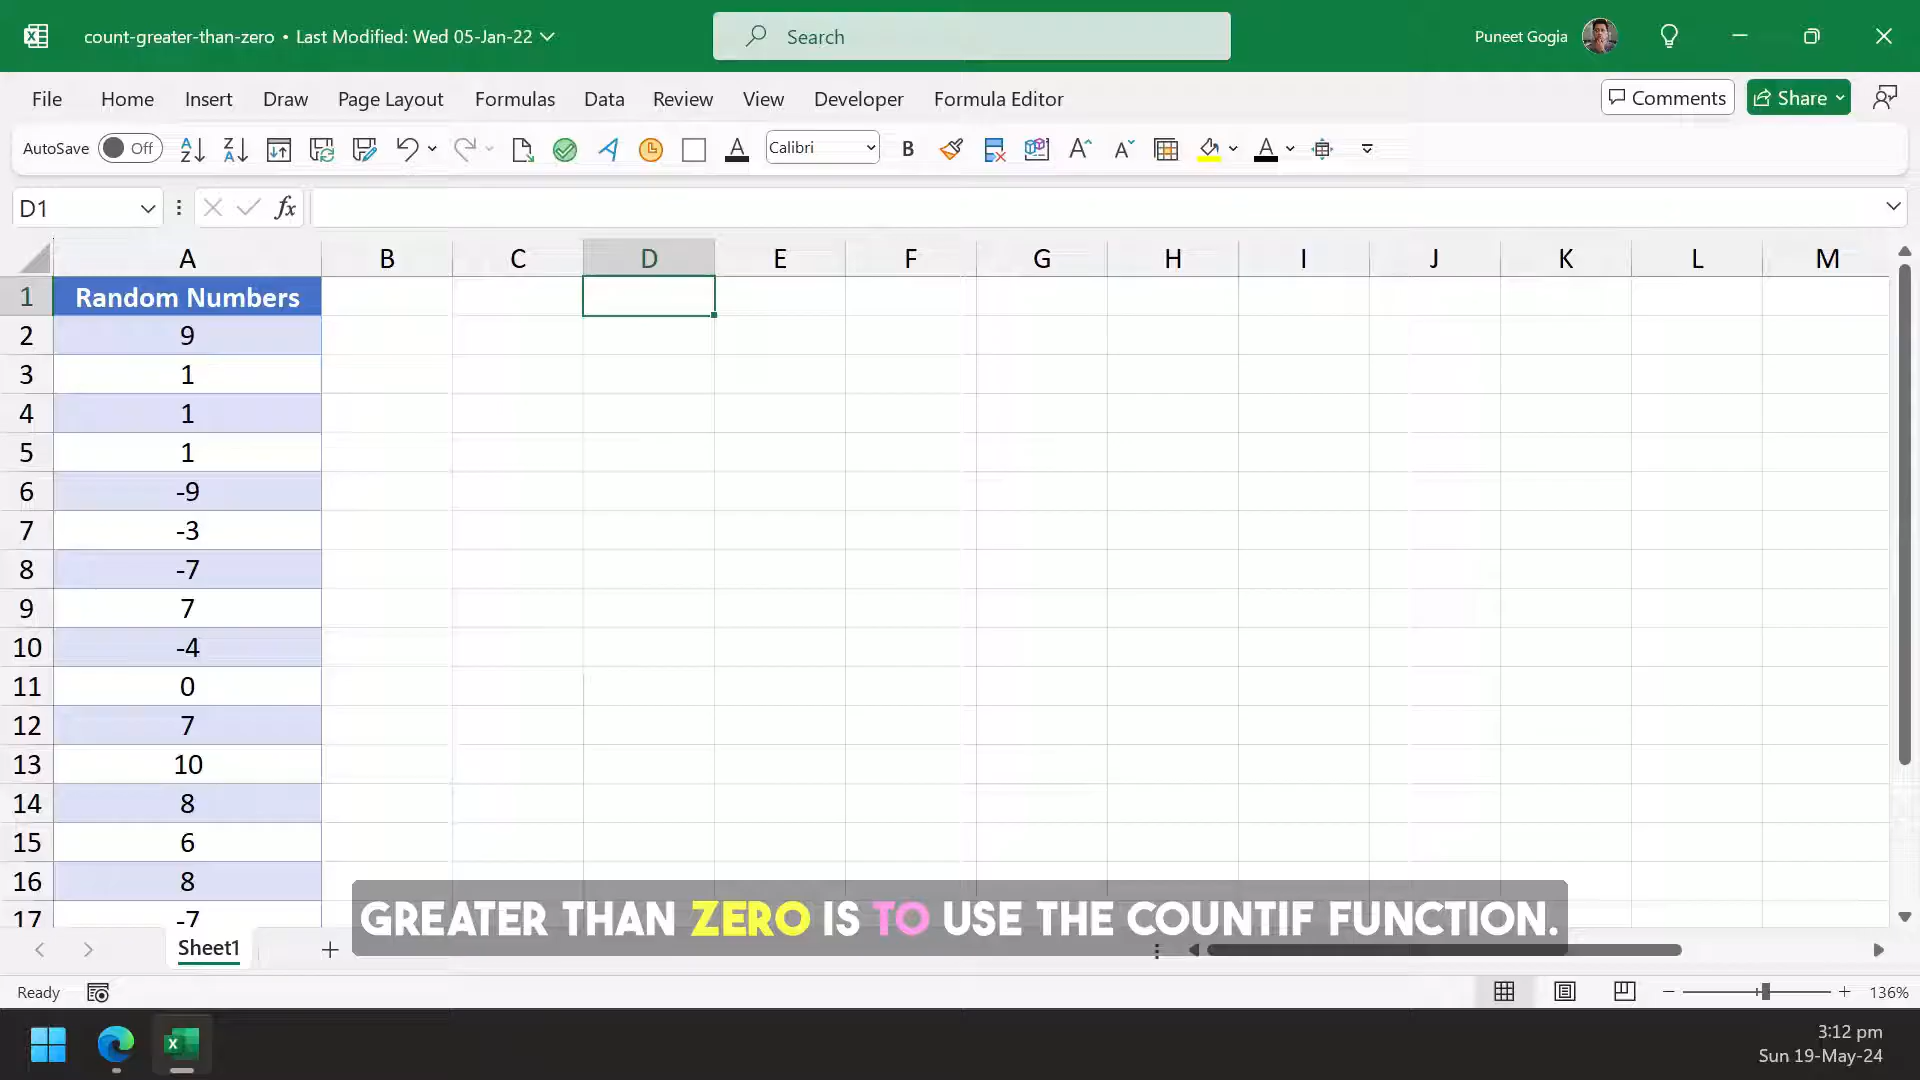 count-greater-than-zero • Last Modified: Wed 05-Jan-22
Search
Puneet Gogia
File Home Insert Draw Page Layout Formulas Data Review View Developer Formula Editor
Comments Share
AutoSave Off Calibri B
D1 fx
A B C D E F G H I J K L M
1 Random Numbers
2 9
3 1
4 1
5 1
6 -9
7 -3
8 -7
9 7
10 -4
11 0
12 7
13 10
14 8
15 6
16 8
17 -7
GREATER THAN ZERO IS TO USE THE COUNTIF FUNCTION.
Sheet1
Ready 136%
3:12 pm
Sun 19-May-24